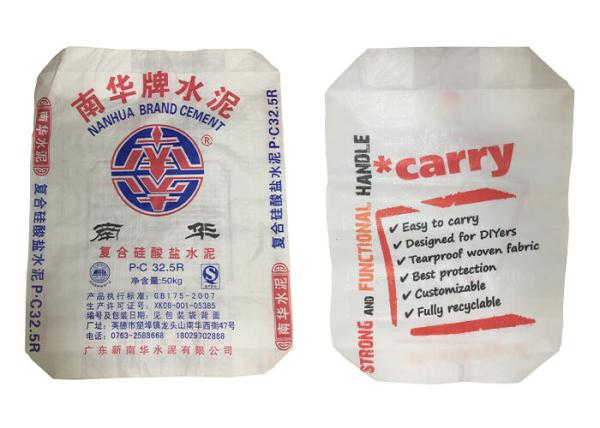 南华牌水泥
NANHUA BRAND CEMENT
®
南华
复合硅酸盐水泥
P·C 32.5R
净含量:50kg
产品执行标准:GB175-2007
生产许可证号:XK08-001-05385
编号及包装日期:见包装袋背面
厂址:英德市望埠镇龙头山南华西街47号
电话:0763-2588668 18029702888
广东新南华水泥有限公司
南华水泥
复合硅酸盐水泥P·C32.5R
复合硅酸盐水泥P·C32.5R
南华水泥
STRONG AND FUNCTIONAL HANDLE
*carry
✓ Easy to carry
✓ Designed for DIYers
✓ Tearproof woven fabric
✓ Best protection
✓ Customizable
✓ Fully recyclable